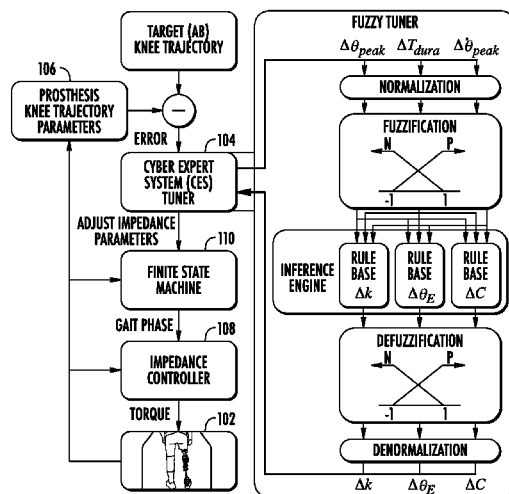 TARGET (AB)
KNEE TRAJECTORY
106
PROSTHESIS
KNEE TRAJECTORY
PARAMETERS
−
ERROR
104
CYBER EXPERT
SYSTEM (CES)
TUNER
ADJUST IMPEDANCE
PARAMETERS
110
FINITE STATE
MACHINE
GAIT PHASE
108
IMPEDANCE
CONTROLLER
TORQUE
102
FUZZY TUNER
Δθpeak ΔTdura Δθ̇peak
NORMALIZATION
FUZZIFICATION
N P
-1 1
INFERENCE
ENGINE
RULE
BASE
Δk
RULE
BASE
ΔθE
RULE
BASE
ΔC
DEFUZZIFICATION
N P
-1 1
DENORMALIZATION
Δk ΔθE ΔC